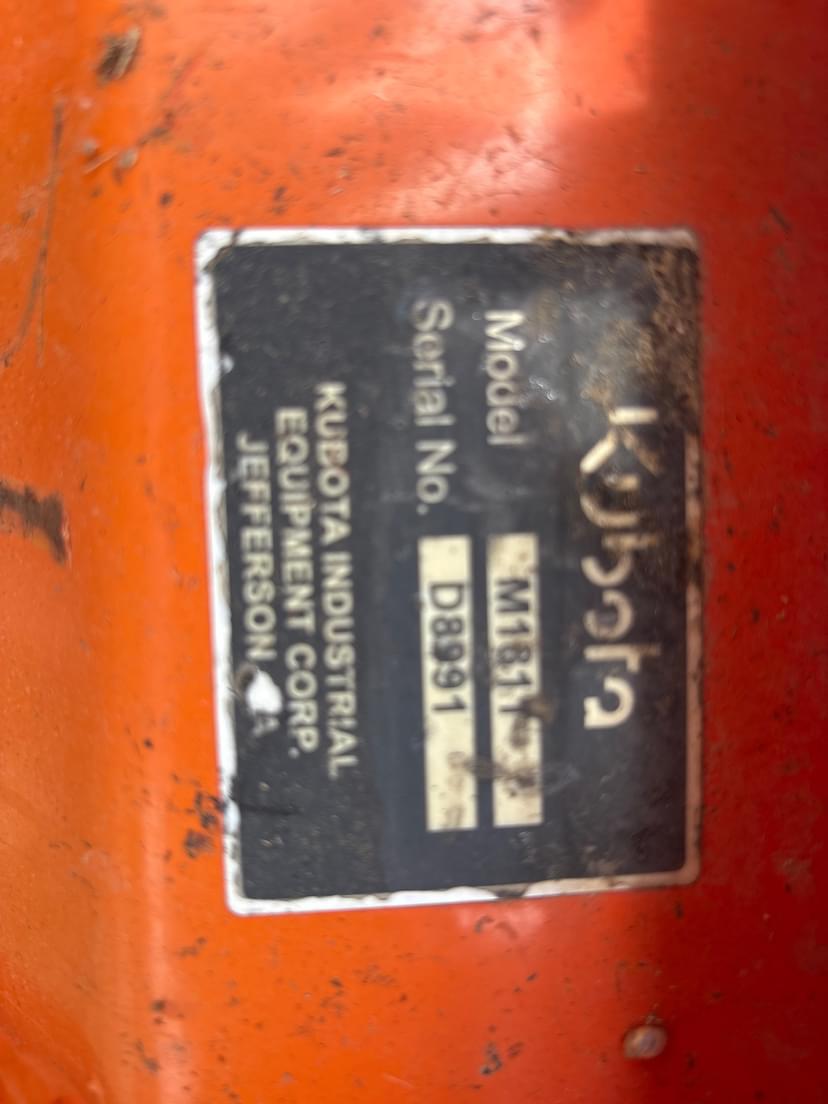 Kubota
Model M1811
Serial No. D8991
KUBOTA INDUSTRIAL
EQUIPMENT CORP.
JEFFERSON